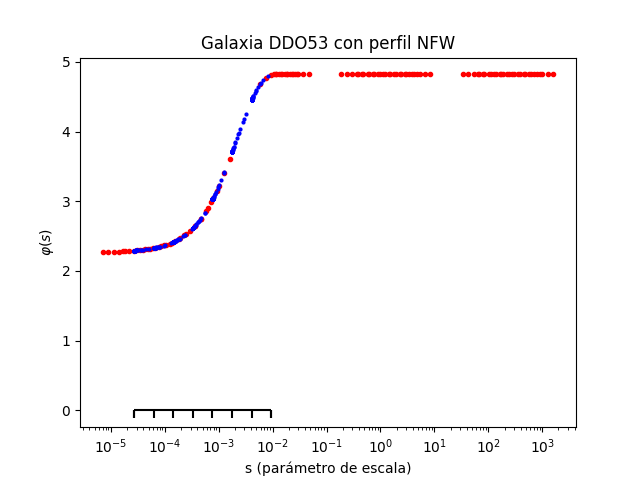 Galaxia DDO53 con perfil NFW
φ(s)
5
4
3
2
1
0
10⁻⁵ 10⁻⁴ 10⁻³ 10⁻² 10⁻¹ 10⁰ 10¹ 10² 10³
s (parámetro de escala)